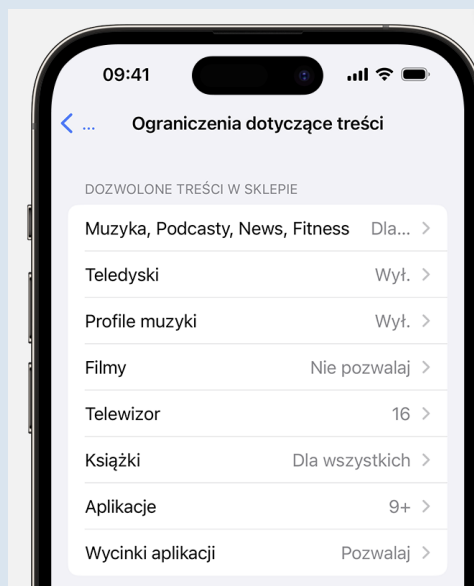 09:41
... Ograniczenia dotyczące treści
DOZWOLONE TREŚCI W SKLEPIE
Muzyka, Podcasty, News, Fitness Dla...
Teledyski Wył.
Profile muzyki Wył.
Filmy Nie pozwalaj
Telewizor 16
Książki Dla wszystkich
Aplikacje 9+
Wycinki aplikacji Pozwalaj